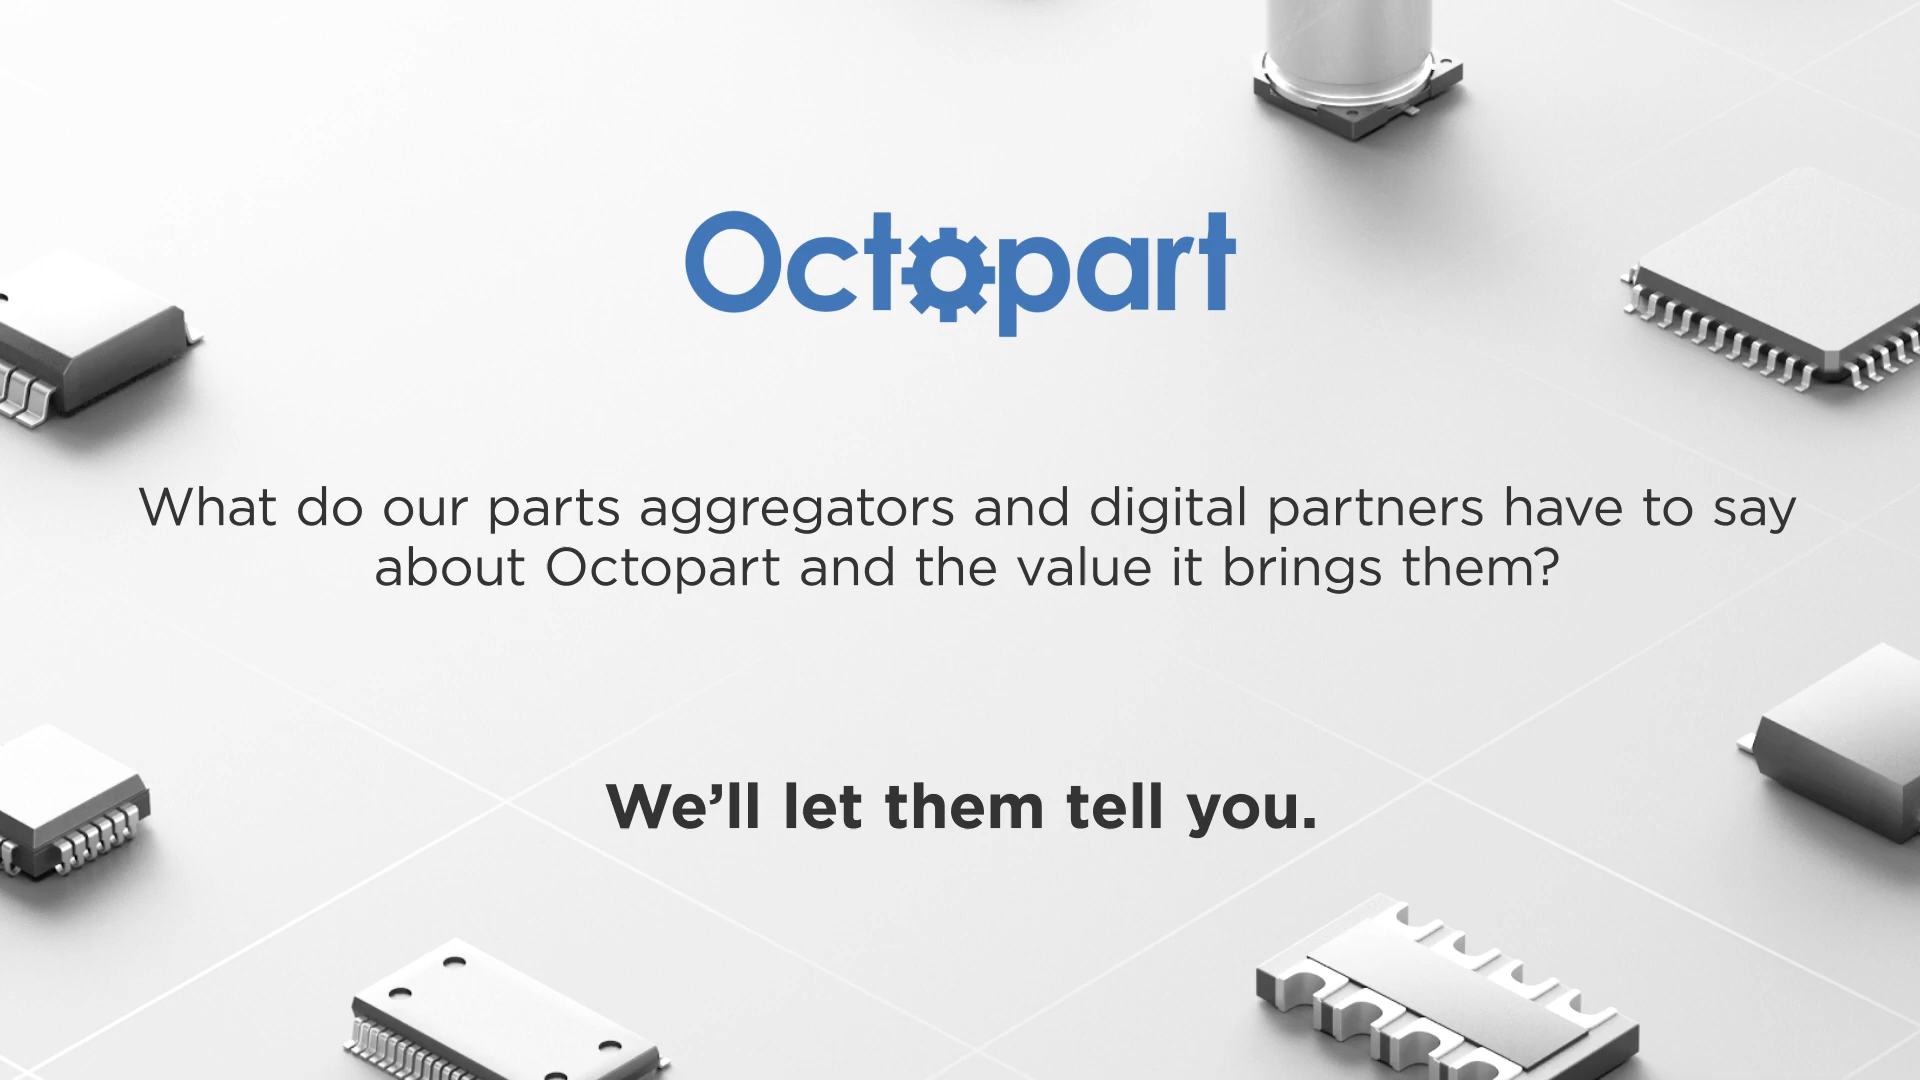 Octopart
What do our parts aggregators and digital partners have to say
about Octopart and the value it brings them?
We’ll let them tell you.